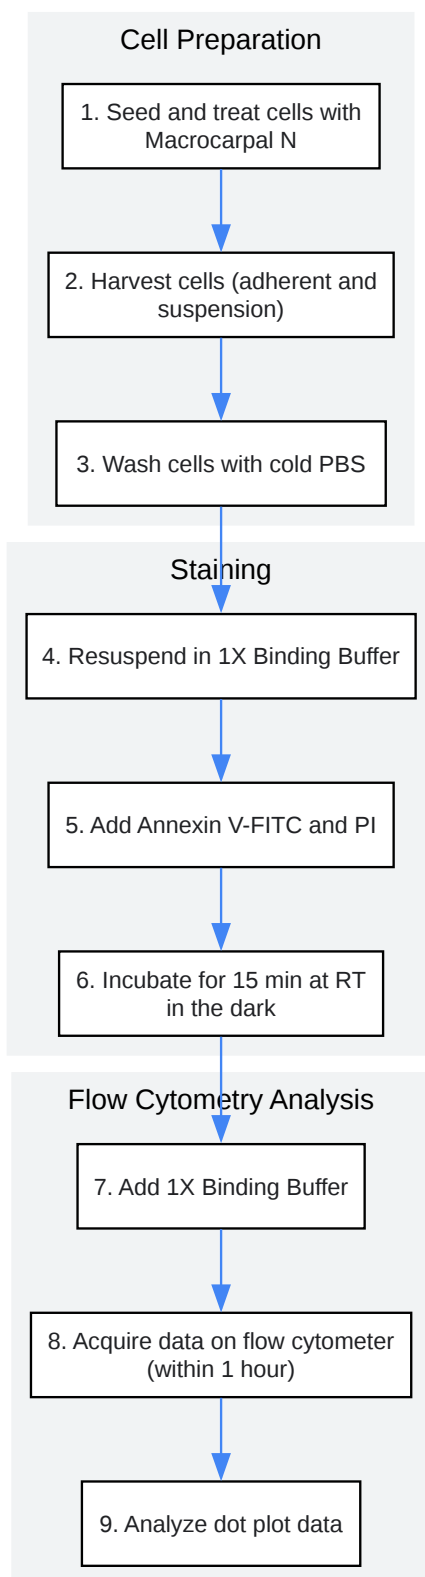 Cell Preparation
1. Seed and treat cells with
Macrocarpal N
2. Harvest cells (adherent and
suspension)
3. Wash cells with cold PBS
Staining
4. Resuspend in 1X Binding Buffer
5. Add Annexin V-FITC and PI
6. Incubate for 15 min at RT
in the dark
Flow Cytometry Analysis
7. Add 1X Binding Buffer
8. Acquire data on flow cytometer
(within 1 hour)
9. Analyze dot plot data